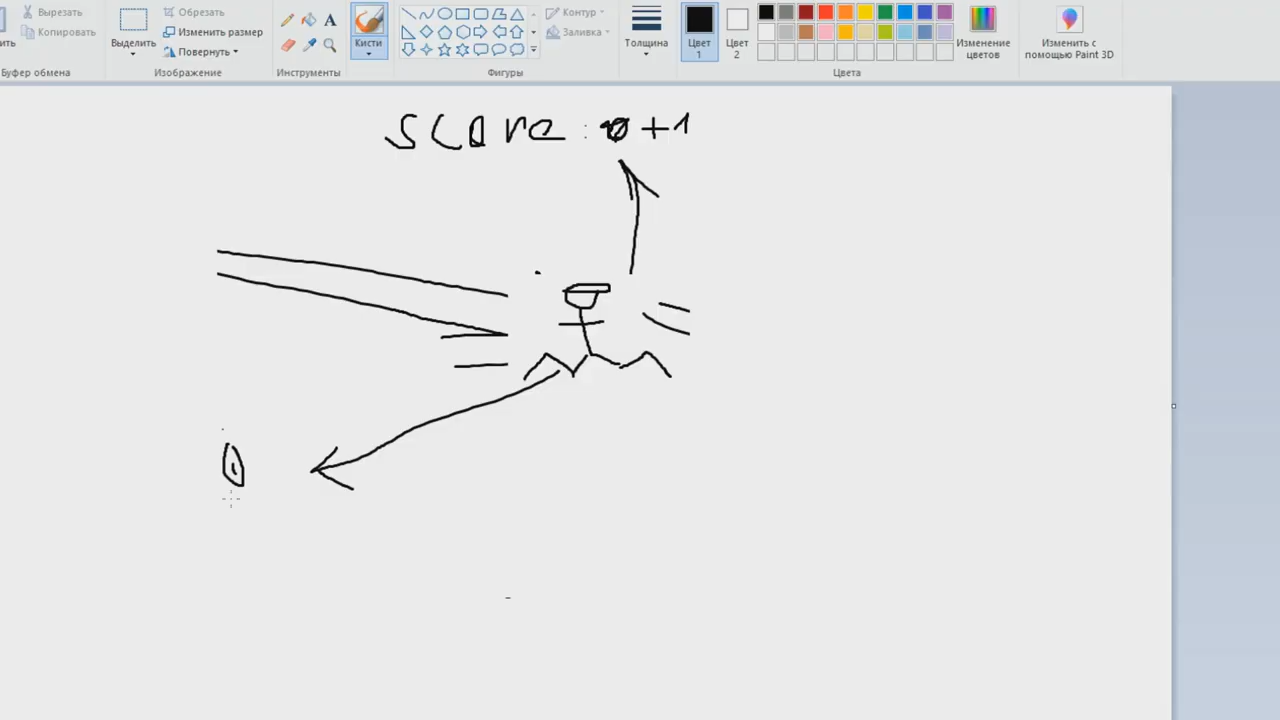 Вырезать
Обрезать
Контур
Копировать
Изменить размер
Заливка
Выделить
Повернуть
Кисти
Толщина
Цвет
1
Цвет
2
Изменение
цветов
Изменить с
помощью Paint 3D
Буфер обмена
Изображение
Инструменты
Фигуры
Цвета
score: 0 +1
0